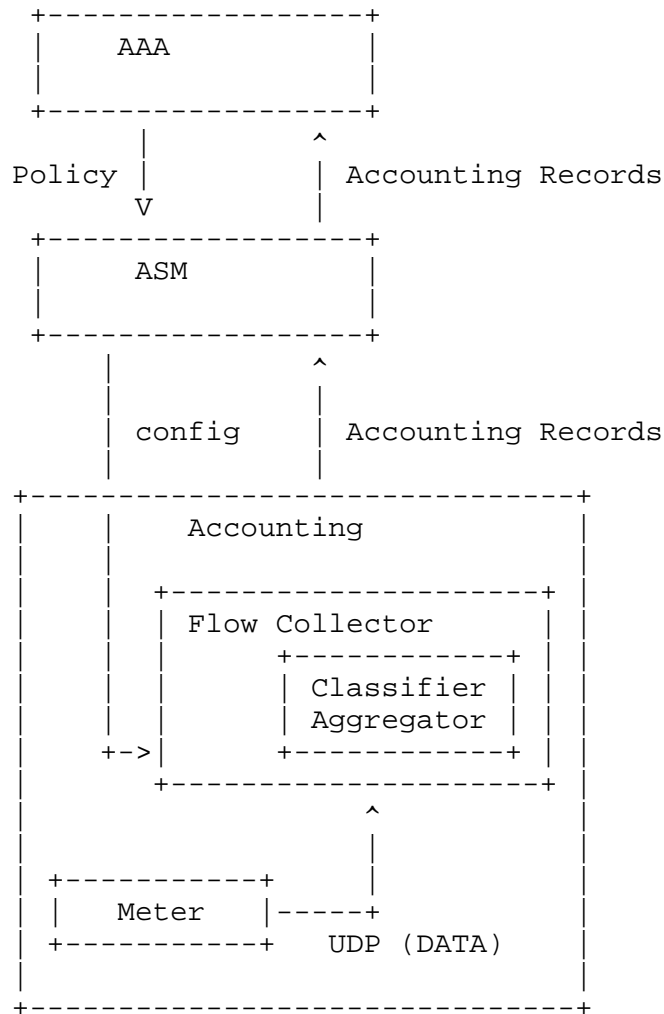 AAA
Policy
Accounting Records
V
ASM
config
Accounting Records
Accounting
Flow Collector
Classifier
Aggregator
Meter
UDP (DATA)